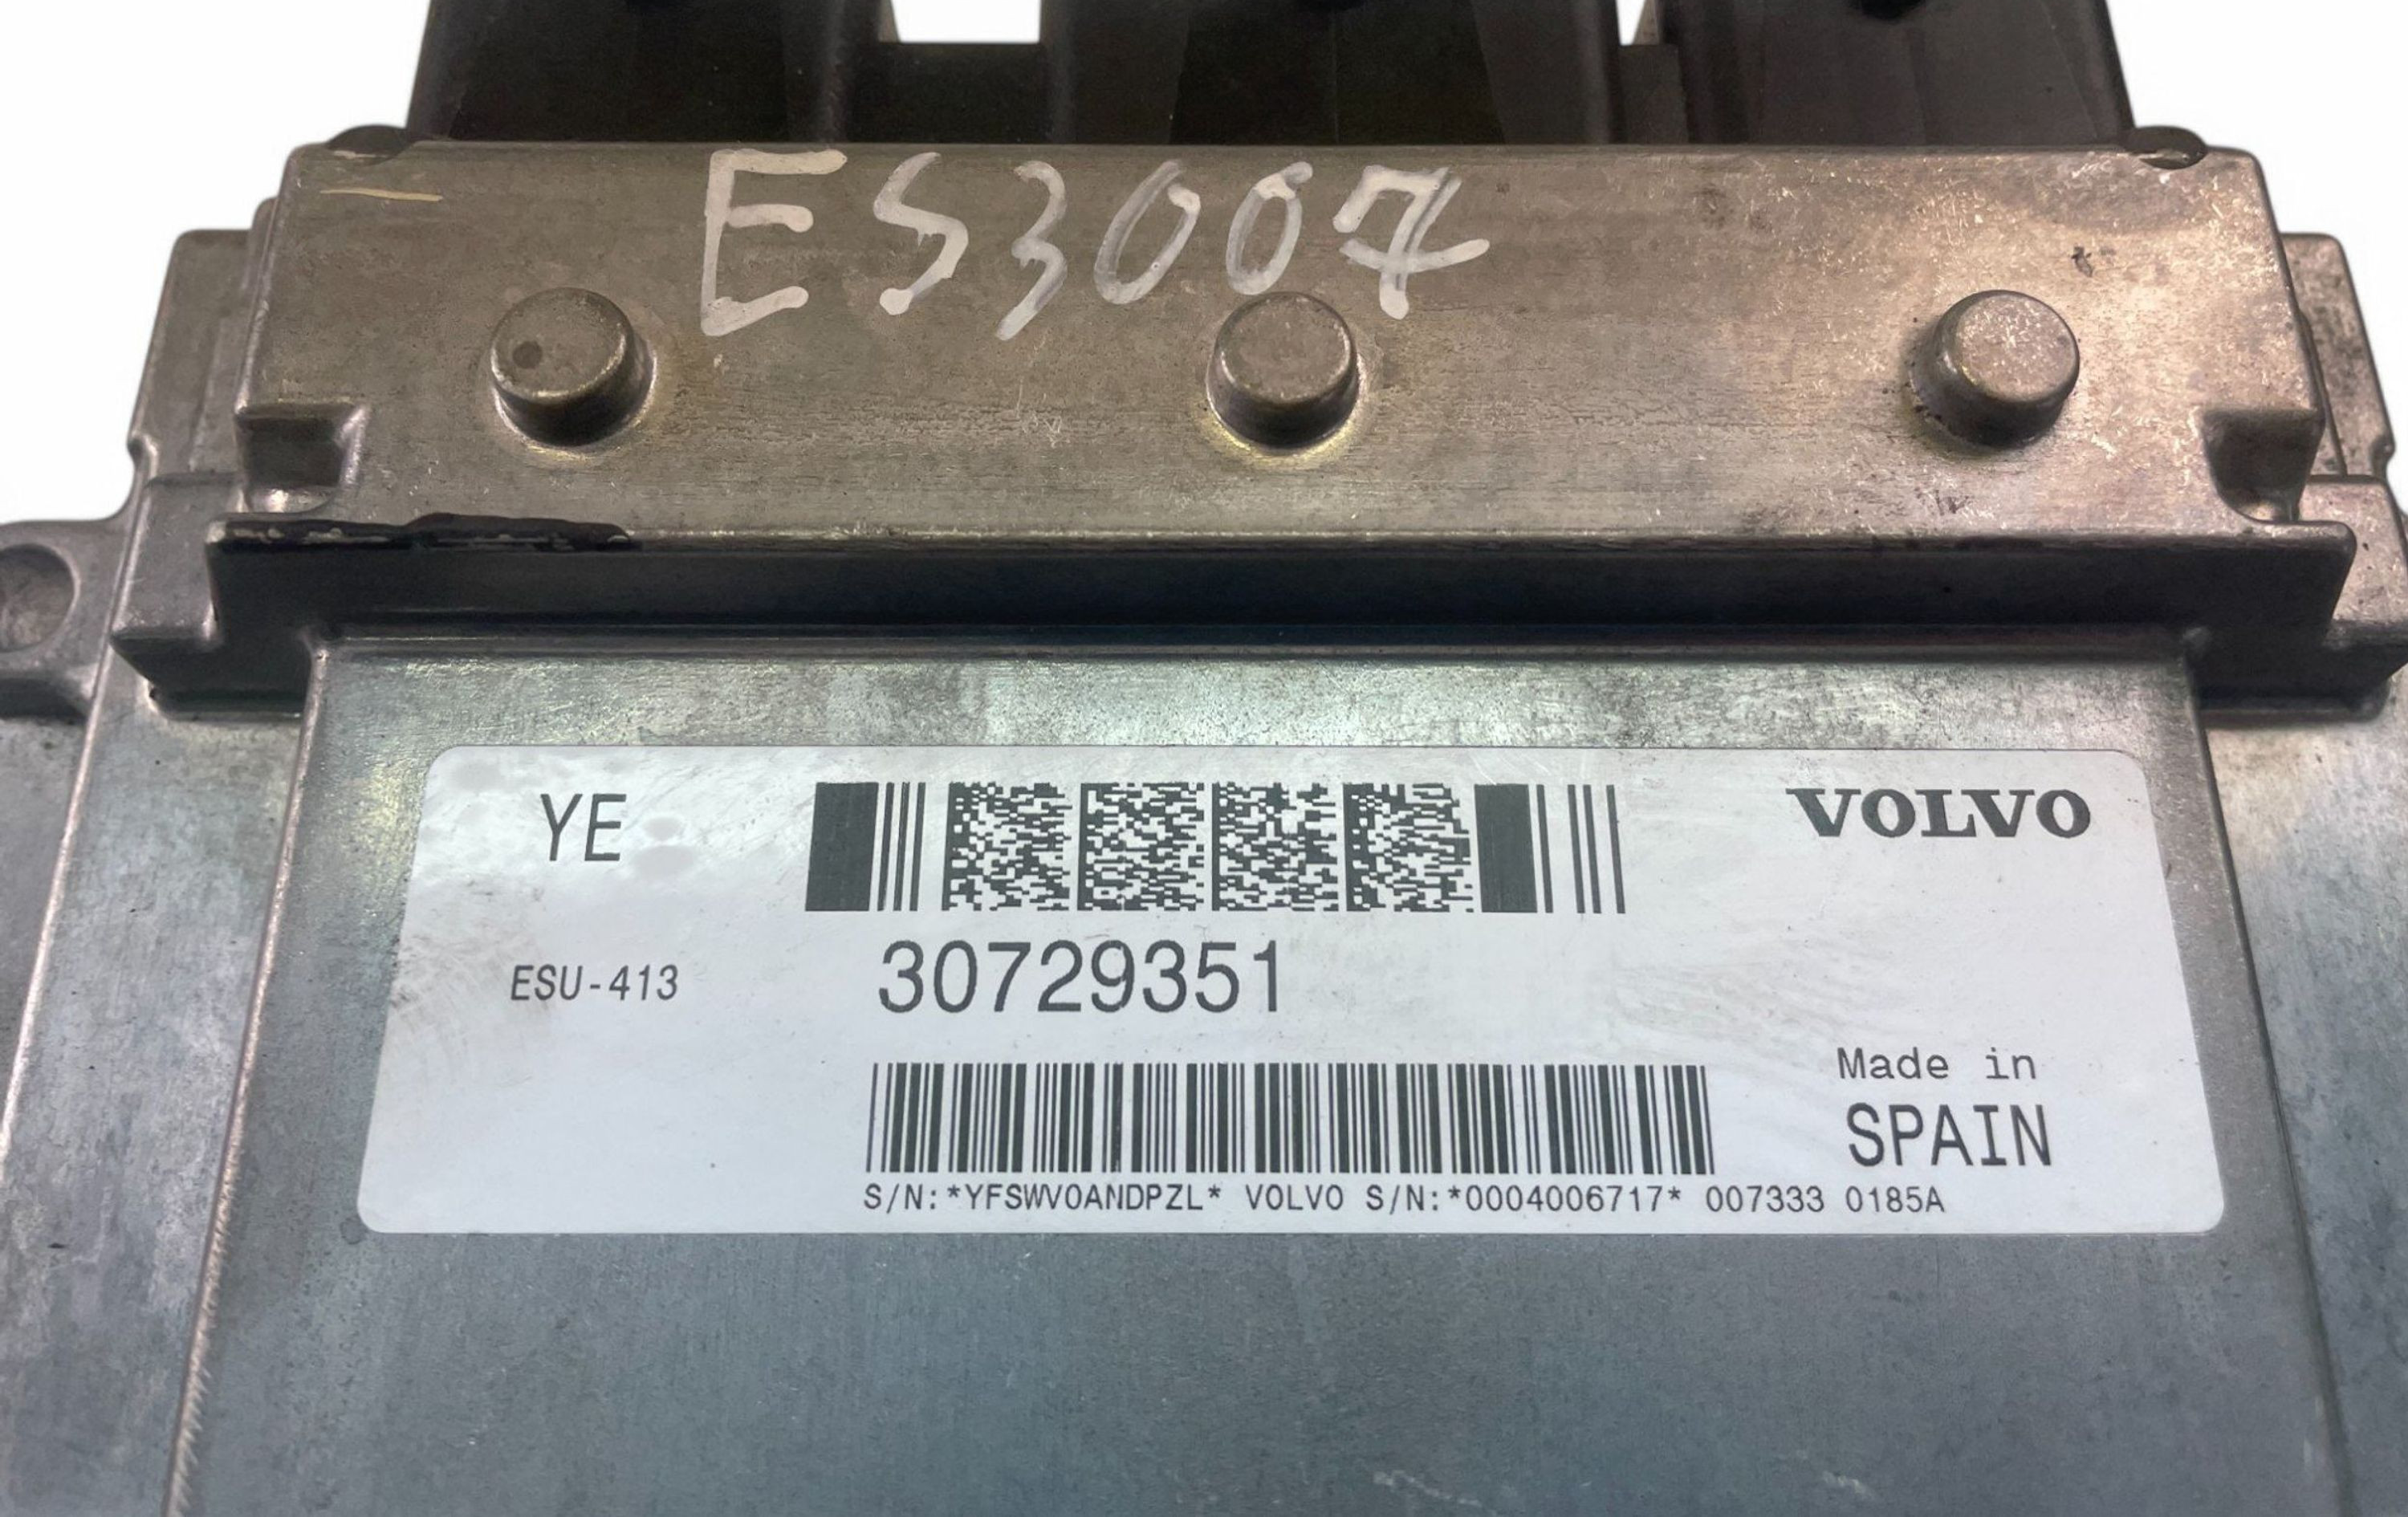 ES3007
YE
VOLVO
ESU-413
30729351
Made in
SPAIN
S/N:*YFSWV0ANDPZL* VOLVO S/N:*0004006717* 007333 0185A